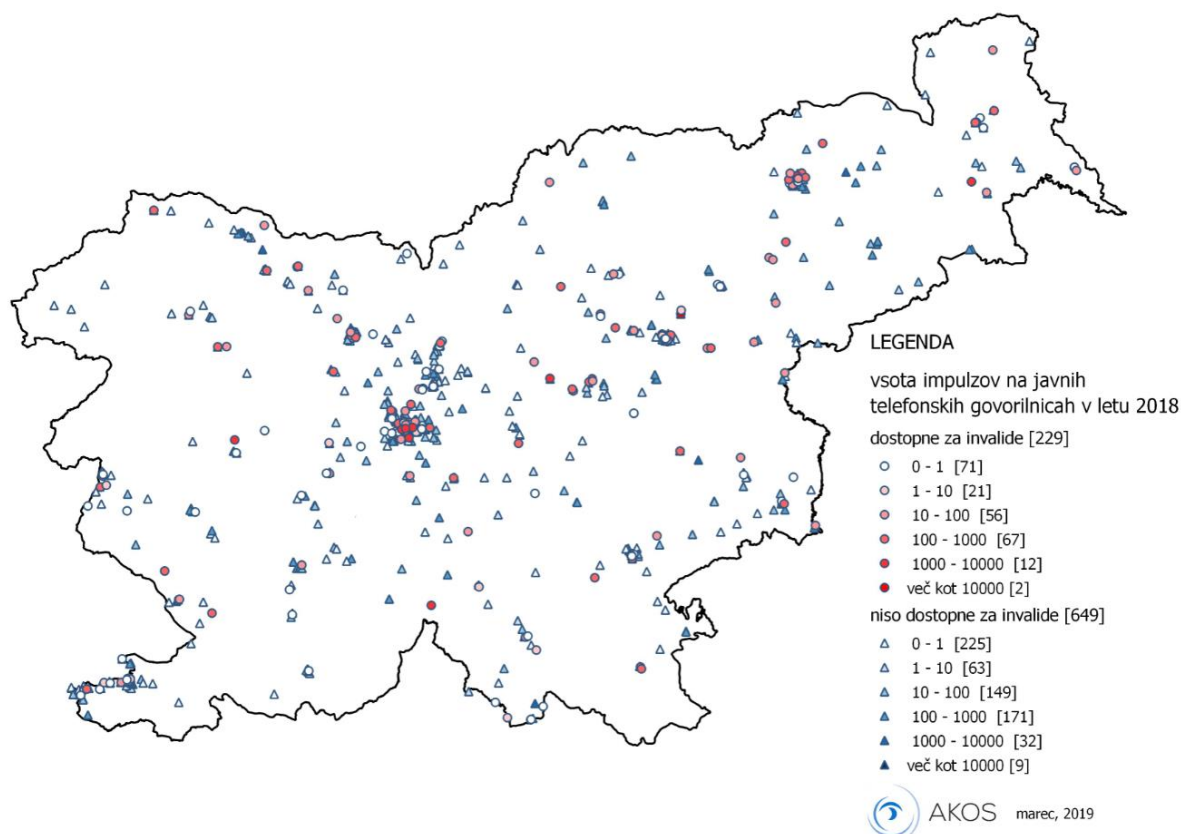 LEGENDA
vsota impulzov na javnih
telefonskih govorilnicah v letu 2018
dostopne za invalide [229]
0 - 1 [71]
1 - 10 [21]
10 - 100 [56]
100 - 1000 [67]
1000 - 10000 [12]
več kot 10000 [2]
niso dostopne za invalide [649]
0 - 1 [225]
1 - 10 [63]
10 - 100 [149]
100 - 1000 [171]
1000 - 10000 [32]
več kot 10000 [9]
AKOS marec, 2019